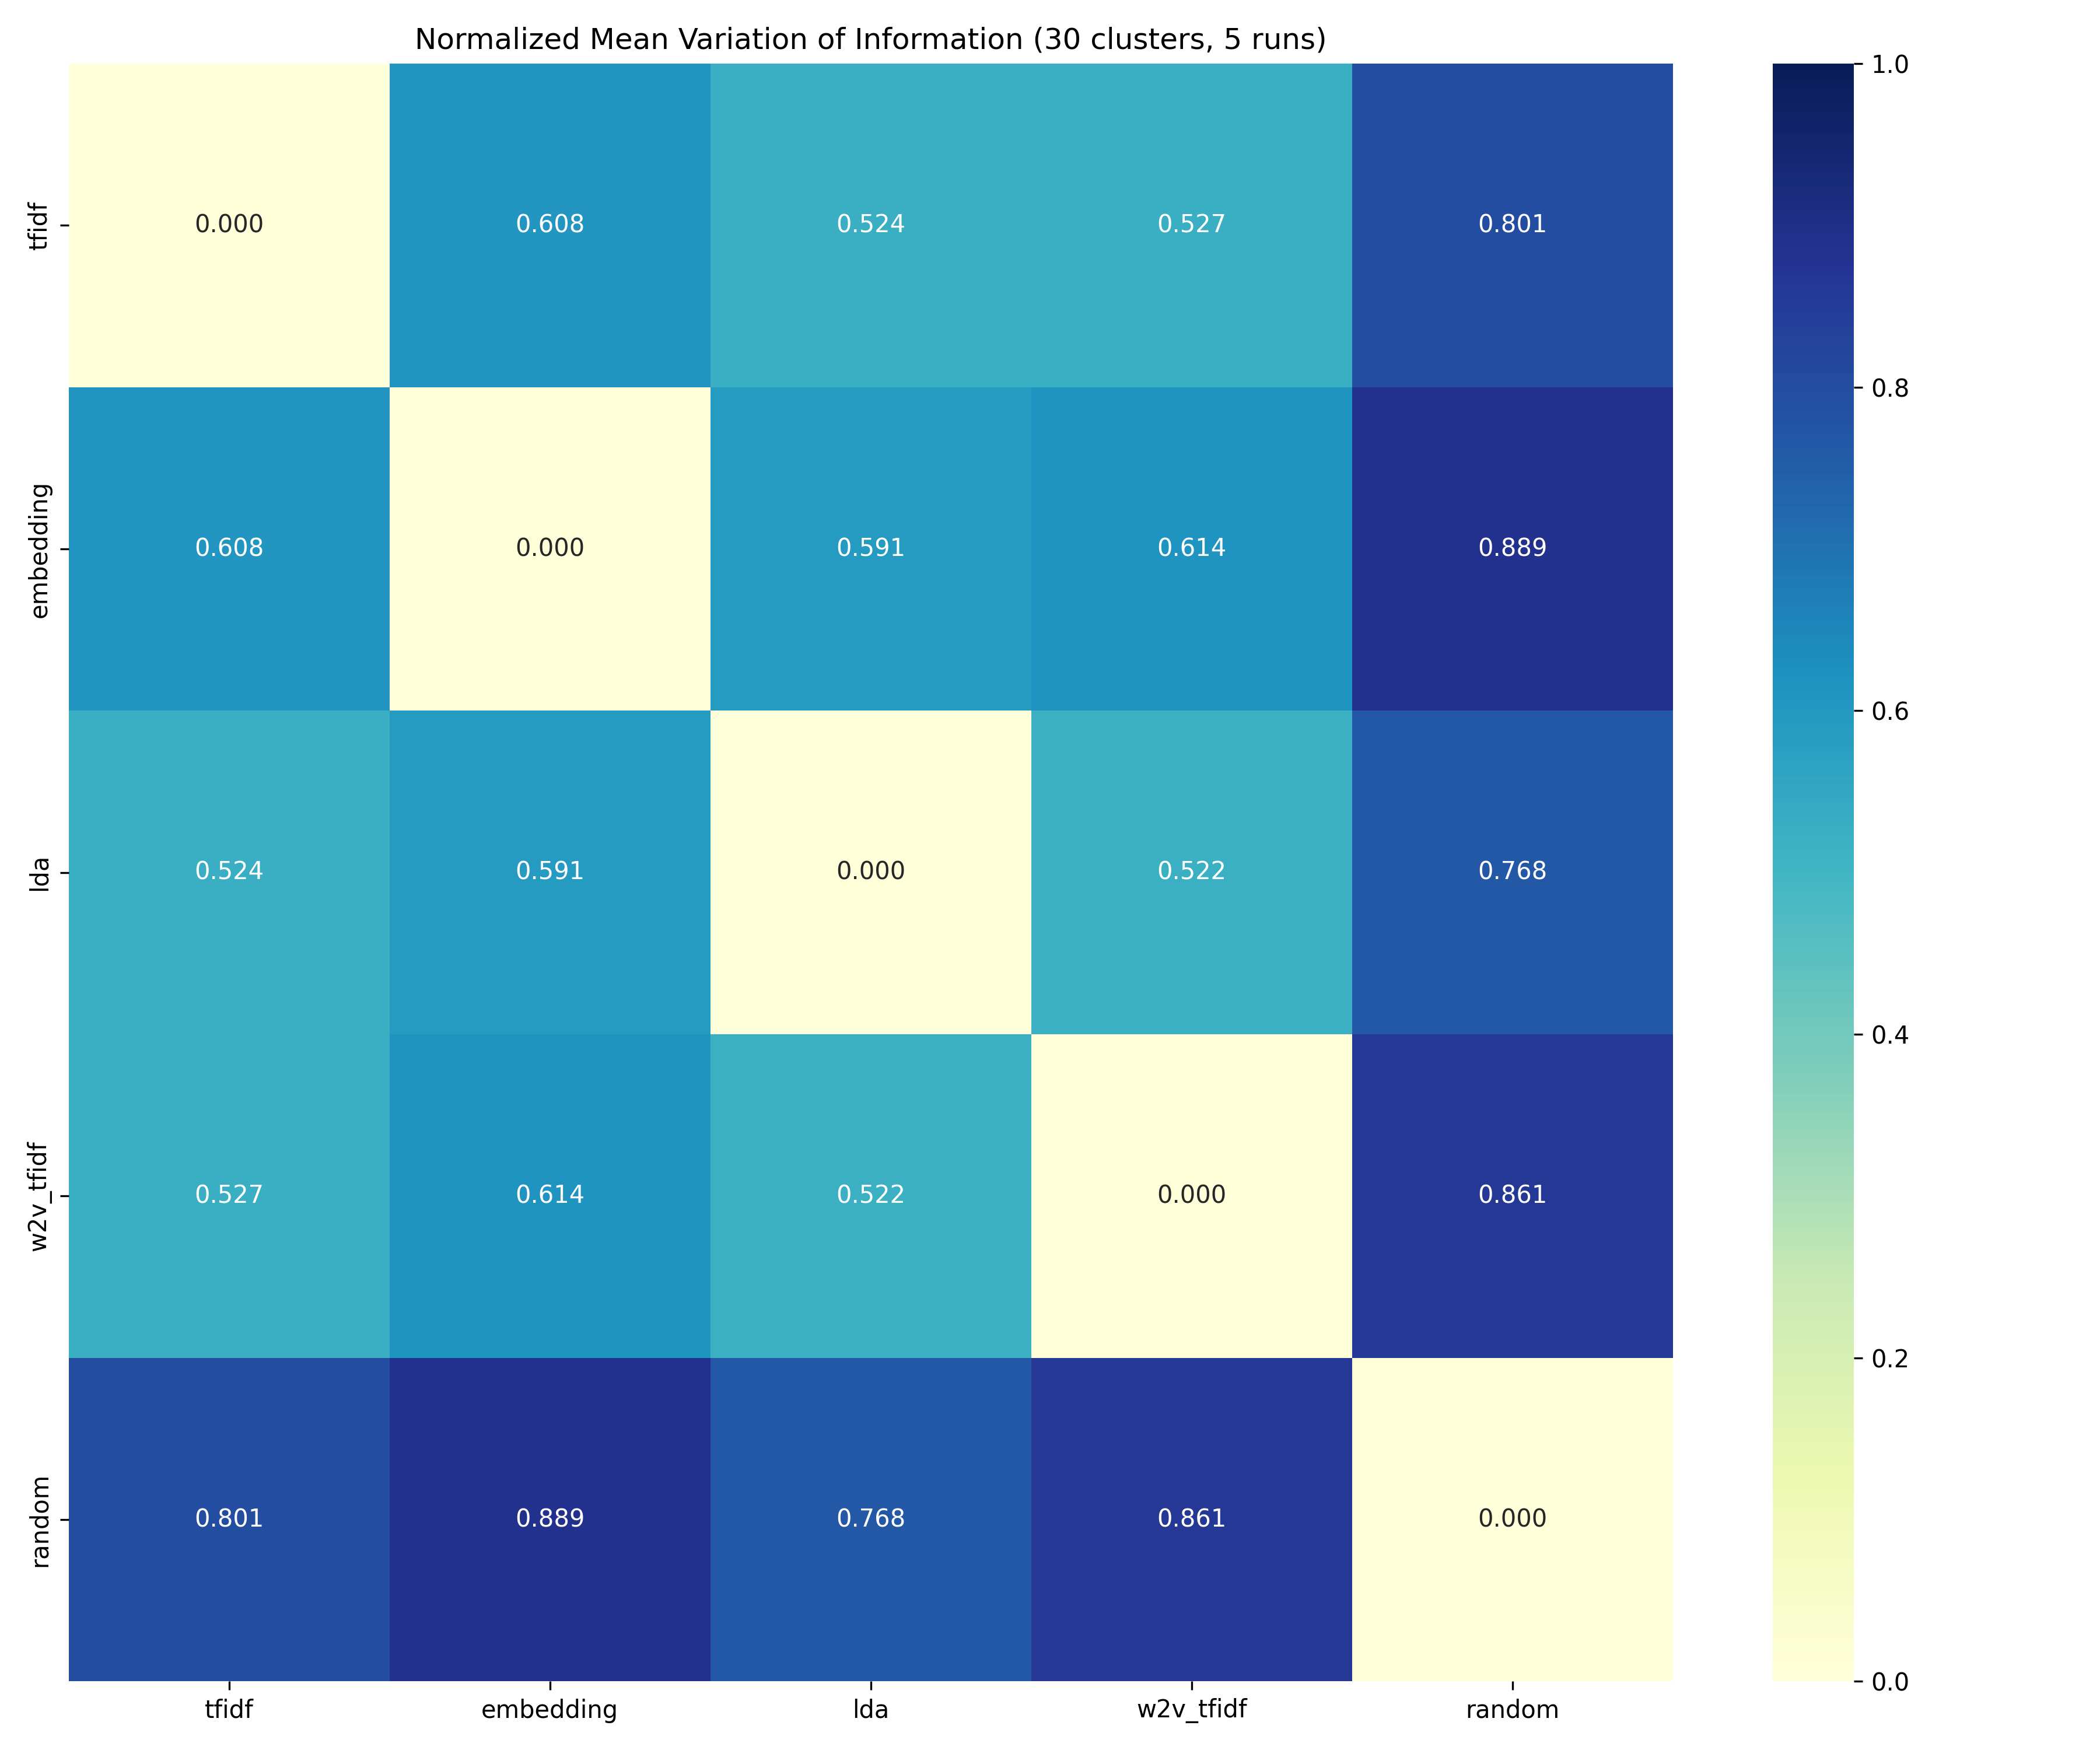 Normalized Mean Variation of Information (30 clusters, 5 runs)
tfidf 0.000 0.608 0.524 0.527 0.801
embedding 0.608 0.000 0.591 0.614 0.889
lda 0.524 0.591 0.000 0.522 0.768
w2v_tfidf 0.527 0.614 0.522 0.000 0.861
random 0.801 0.889 0.768 0.861 0.000
tfidf embedding lda w2v_tfidf random
1.0
0.8
0.6
0.4
0.2
0.0